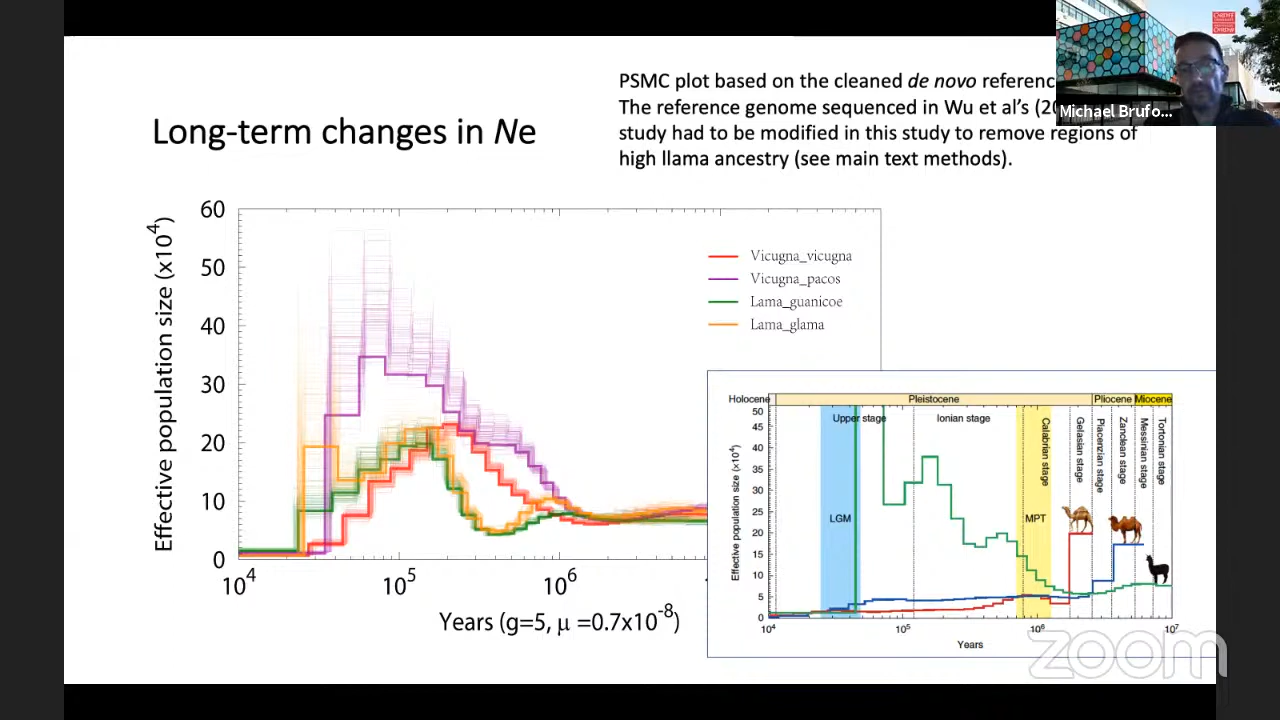 Michael Brufo...
PSMC plot based on the cleaned de novo referenc
The reference genome sequenced in Wu et al's (20
study had to be modified in this study to remove regions of
high llama ancestry (see main text methods).
Long-term changes in Ne
Effective population size (x10⁴)
60
50
40
30
20
10
0
10⁴
10⁵
10⁶
Years (g=5, μ =0.7x10⁻⁸)
Vicugna_vicugna
Vicugna_pacos
Lama_guanicoe
Lama_glama
Holocene
Pleistocene
Pliocene
Miocene
Upper stage
Ionian stage
Calabrian stage
Gelasian stage
Piacenzian stage
Zanclean stage
Messinian stage
Tortonian stage
LGM
MPT
Effective population size (×10⁴)
50
45
40
35
30
25
20
15
10
5
0
10⁴
10⁵
10⁶
10⁷
Years
zoom